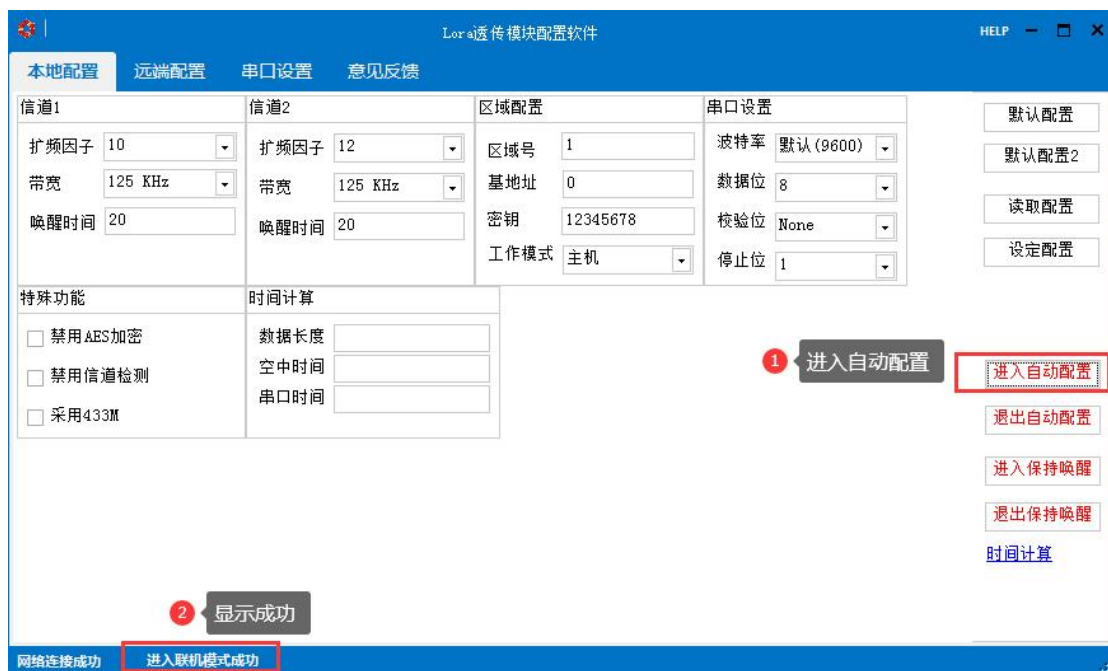 Lora透传模块配置软件
HELP
本地配置 远端配置 串口设置 意见反馈
信道1
扩频因子 10
带宽 125 KHz
唤醒时间 20
信道2
扩频因子 12
带宽 125 KHz
唤醒时间 20
区域配置
区域号 1
基地址 0
密钥 12345678
工作模式 主机
串口设置
波特率 默认(9600)
数据位 8
校验位 None
停止位 1
默认配置
默认配置2
读取配置
设定配置
特殊功能
禁用AES加密
禁用信道检测
采用433M
时间计算
数据长度
空中时间
串口时间
1 进入自动配置
进入自动配置
退出自动配置
进入保持唤醒
退出保持唤醒
时间计算
2 显示成功
网络连接成功 进入联机模式成功